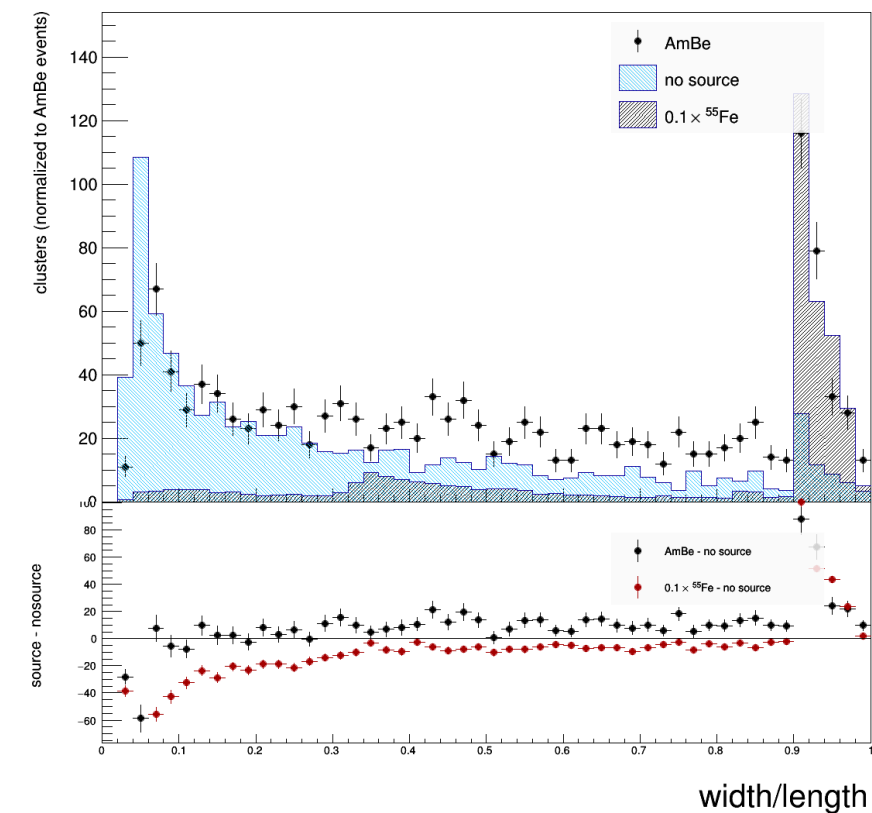 clusters (normalized to AmBe events)
140
120
100
80
60
40
20
0
AmBe
no source
0.1× ⁵⁵Fe
source - nosource
80
60
40
20
0
−20
−40
−60
AmBe - no source
0.1 × ⁵⁵Fe - no source
0 0.1 0.2 0.3 0.4 0.5 0.6 0.7 0.8 0.9 1
width/length